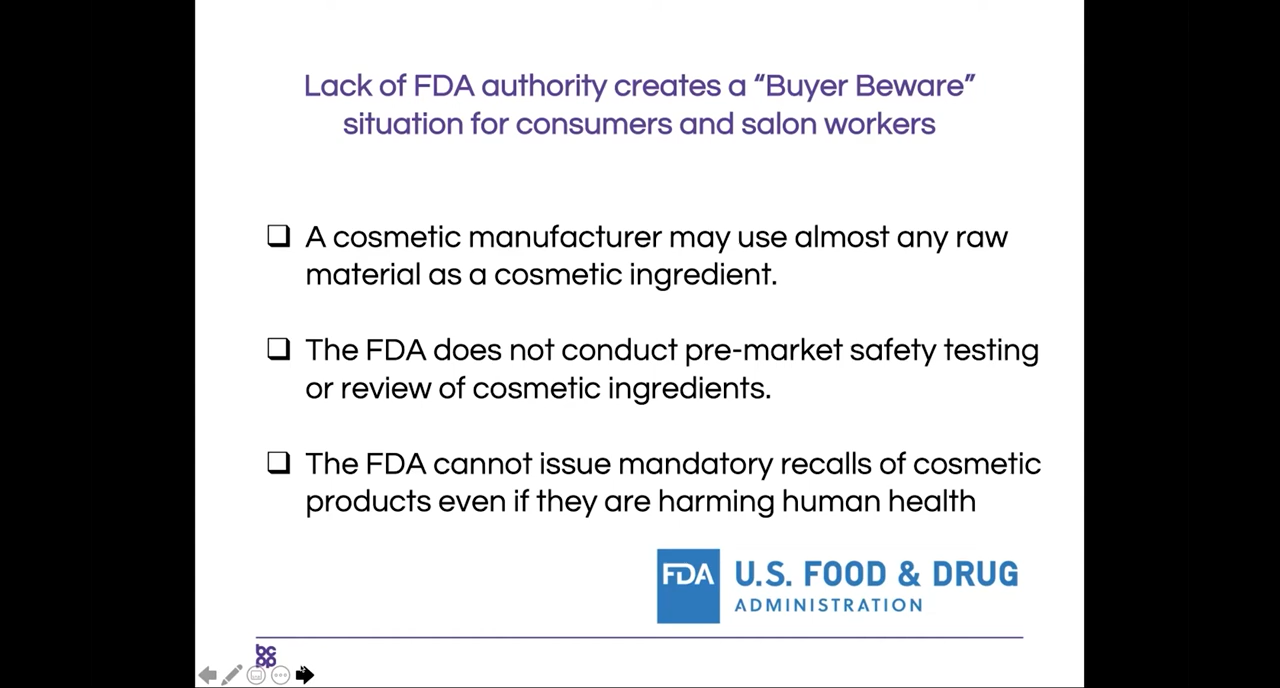 Lack of FDA authority creates a “Buyer Beware”
situation for consumers and salon workers
❑ A cosmetic manufacturer may use almost any raw
material as a cosmetic ingredient.
❑ The FDA does not conduct pre-market safety testing
or review of cosmetic ingredients.
❑ The FDA cannot issue mandatory recalls of cosmetic
products even if they are harming human health
FDA U.S. FOOD & DRUG
ADMINISTRATION
bc
pp